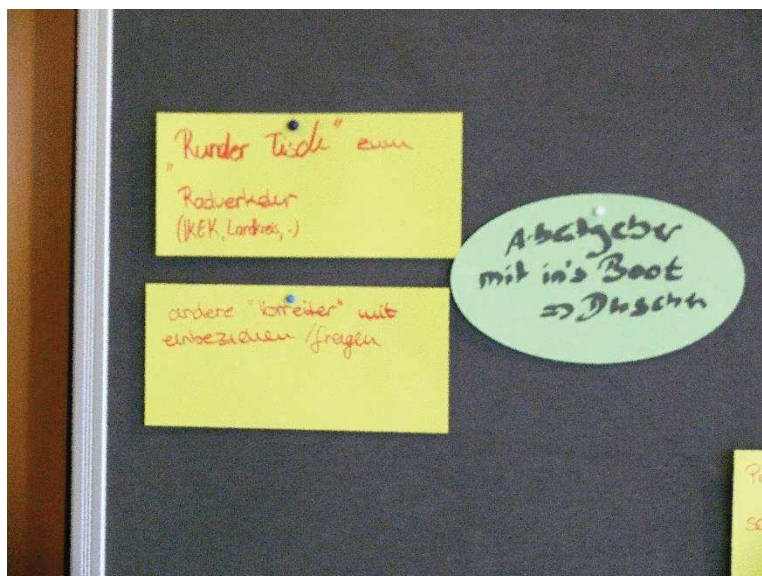 "Runder Tisch" zum
Radverkehr
(IKEK, Landkreis, -)
andere "Vorreiter" mit
einbeziehen / fragen
Arbeitgeber
mit in's Boot
=> Duschen